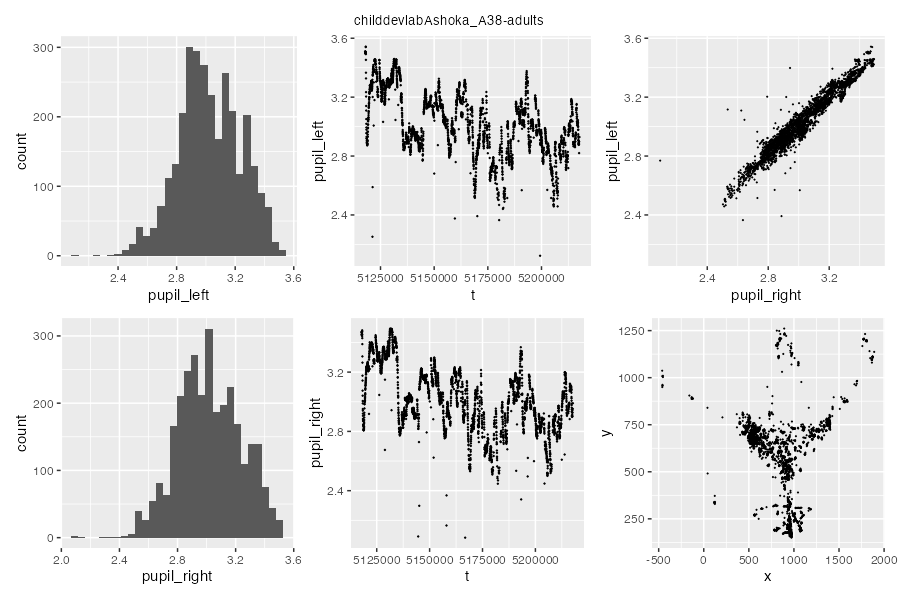 childdevlabAshoka_A38-adults
300
200
100
0
count
2.4 2.8 3.2 3.6
pupil_left
3.6
3.2
2.8
2.4
pupil_left
5125000 5150000 5175000 5200000
t
3.6
3.2
2.8
2.4
pupil_left
2.4 2.8 3.2
pupil_right
300
200
100
0
count
2.0 2.4 2.8 3.2 3.6
pupil_right
3.2
2.8
2.4
pupil_right
5125000 5150000 5175000 5200000
t
1250
1000
750
500
250
y
-500 0 500 1000 1500 2000
x